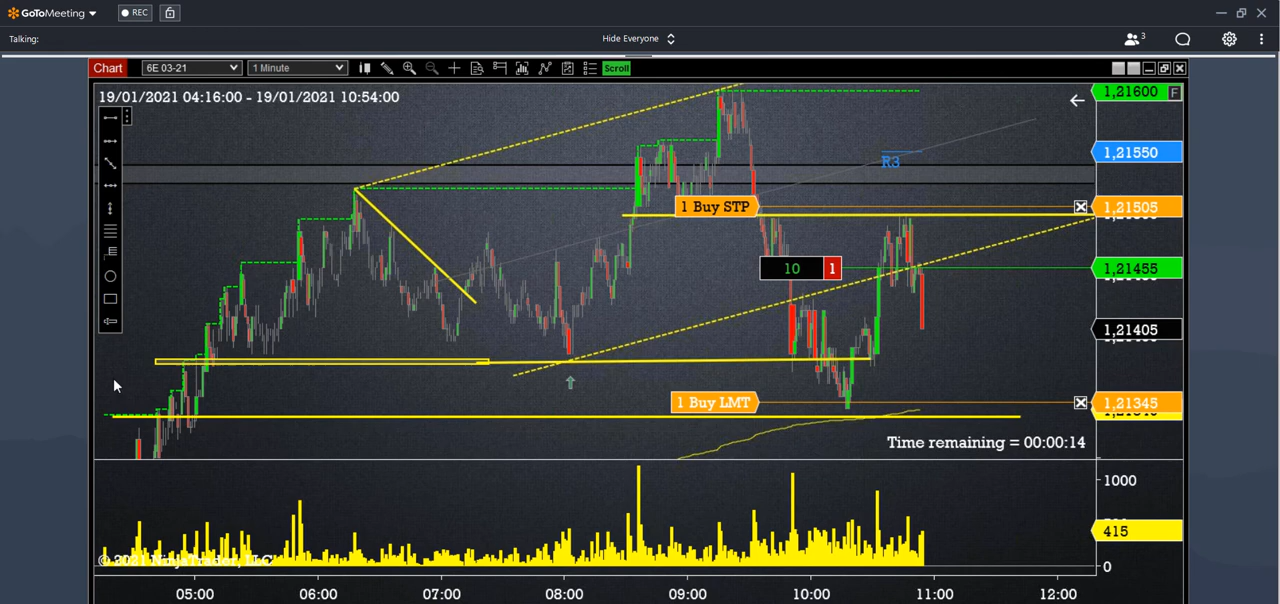 GoToMeeting
REC
Talking:
Hide Everyone
3
Chart
6E 03-21
1 Minute
Scroll
19/01/2021 04:16:00 - 19/01/2021 10:54:00
1,21600
F
R3
1,21550
1 Buy STP
1,21505
10 1
1,21455
1,21405
1 Buy LMT
1,21345
Time remaining = 00:00:14
1000
415
0
© 2021 NinjaTrader, LLC
05:00 06:00 07:00 08:00 09:00 10:00 11:00 12:00